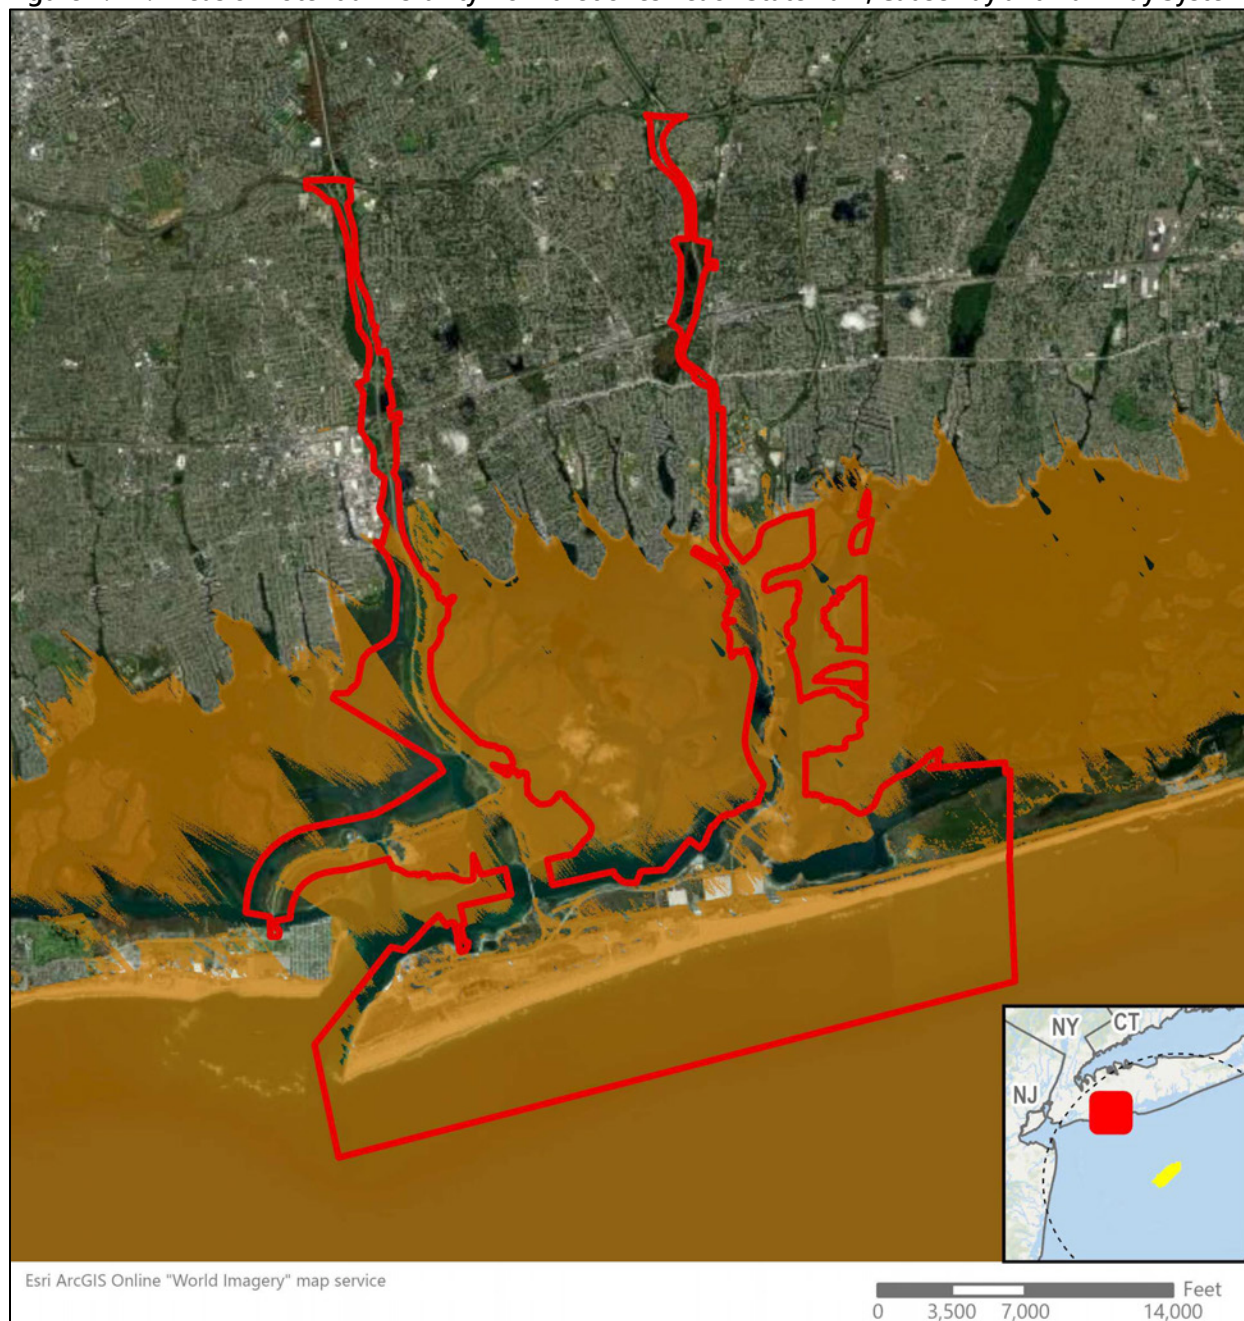 NY
CT
NJ
Esri ArcGIS Online "World Imagery" map service
Feet
0 3,500 7,000 14,000